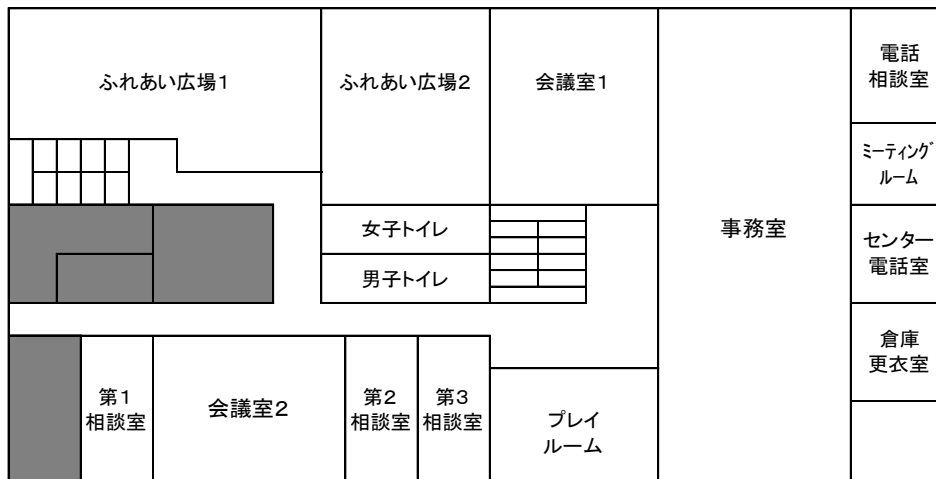 ふれあい広場１
ふれあい広場２
会議室１
事務室
電話
相談室
ﾐｰﾃｨﾝｸﾞ
ﾙｰﾑ
センター
電話室
倉庫
更衣室
女子トイレ
男子トイレ
第１
相談室
会議室２
第２
相談室
第３
相談室
プレイ
ルーム